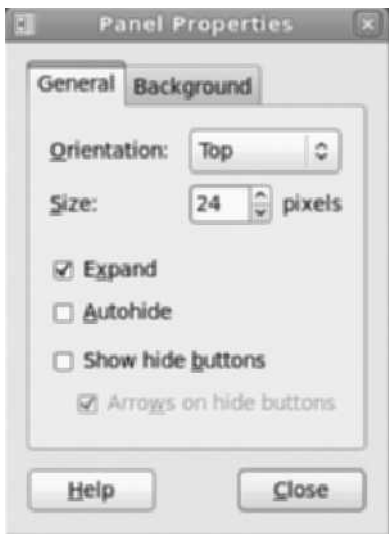 Panel Properties
General Background
Orientation: Top
Size: 24 pixels
Expand
Autohide
Show hide buttons
Arrows on hide buttons
Help Close